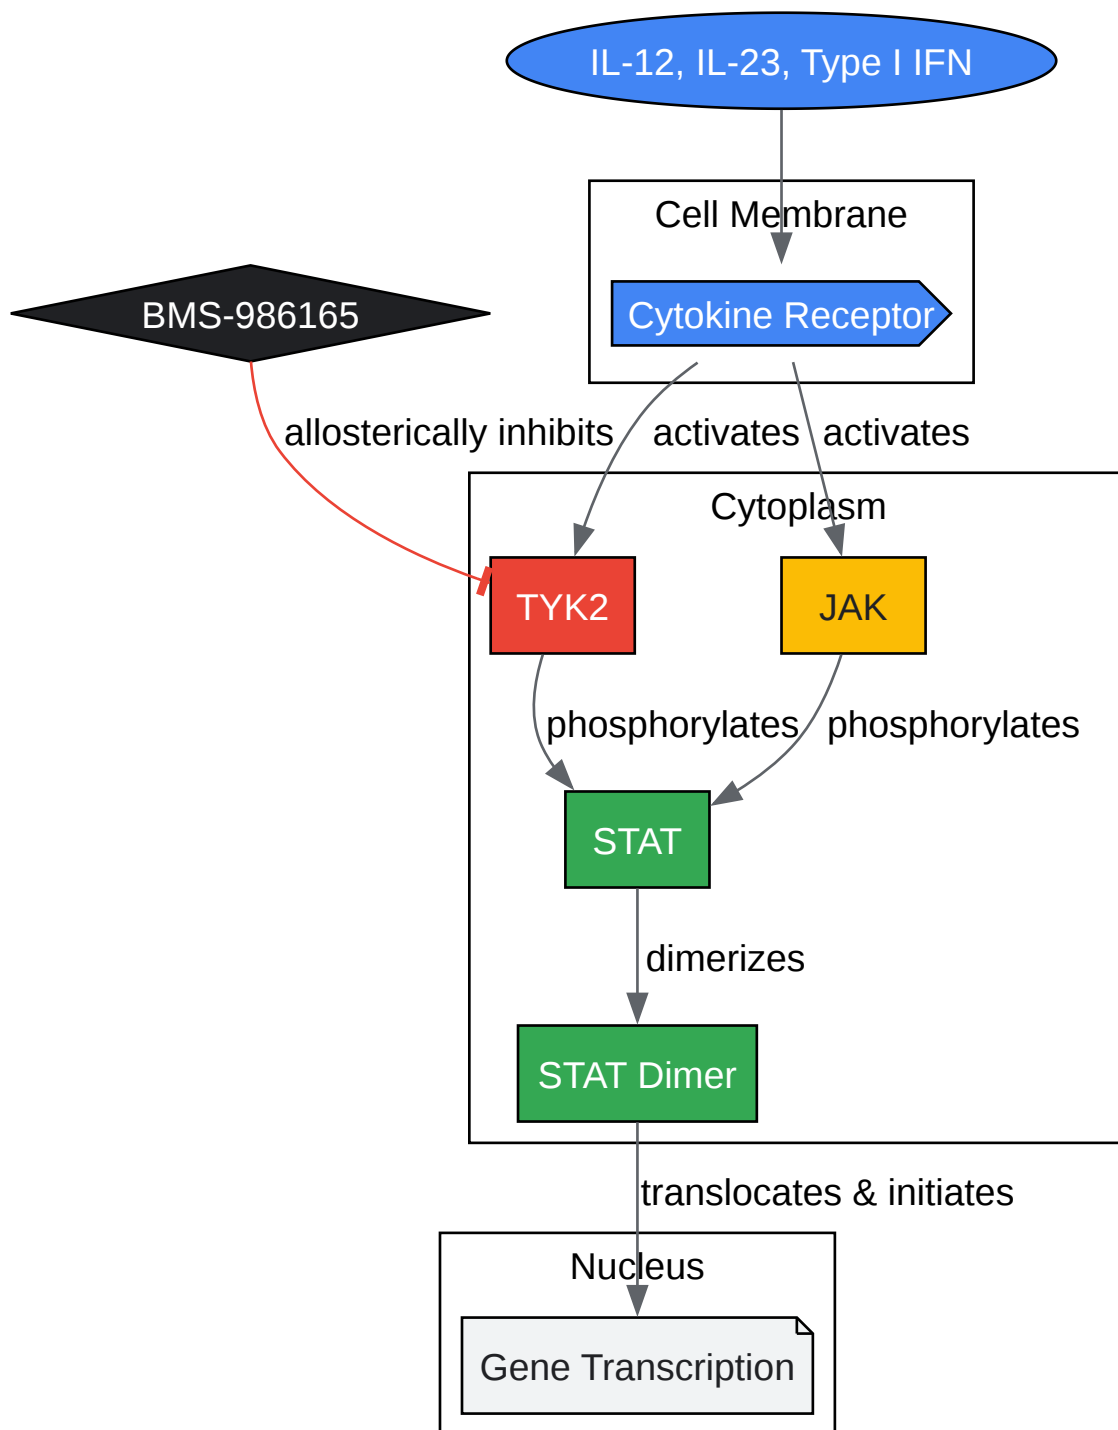 IL-12, IL-23, Type I IFN
Cell Membrane
Cytokine Receptor
BMS-986165
allosterically inhibits
activates
activates
Cytoplasm
TYK2
JAK
phosphorylates
phosphorylates
STAT
dimerizes
STAT Dimer
translocates & initiates
Nucleus
Gene Transcription